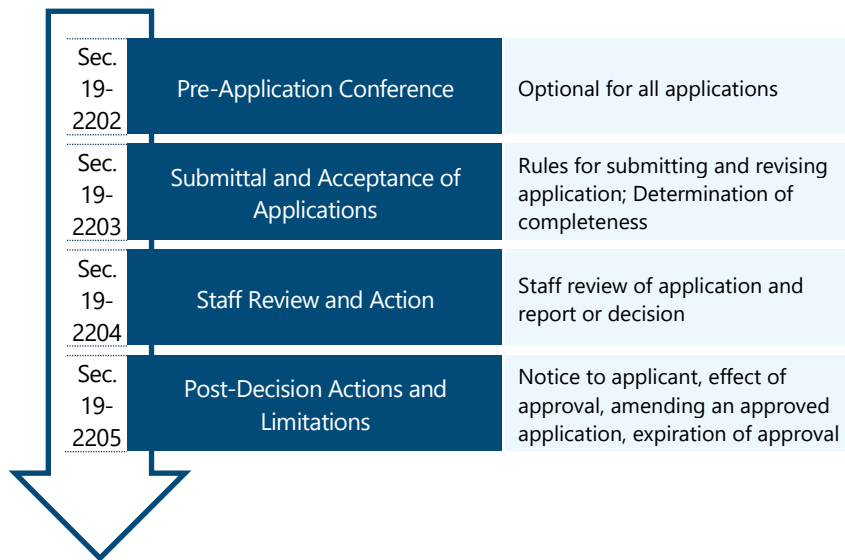 Sec.
19-
2202
Pre-Application Conference
Optional for all applications
Sec.
19-
2203
Submittal and Acceptance of
Applications
Rules for submitting and revising
application; Determination of
completeness
Sec.
19-
2204
Staff Review and Action
Staff review of application and
report or decision
Sec.
19-
2205
Post-Decision Actions and
Limitations
Notice to applicant, effect of
approval, amending an approved
application, expiration of approval